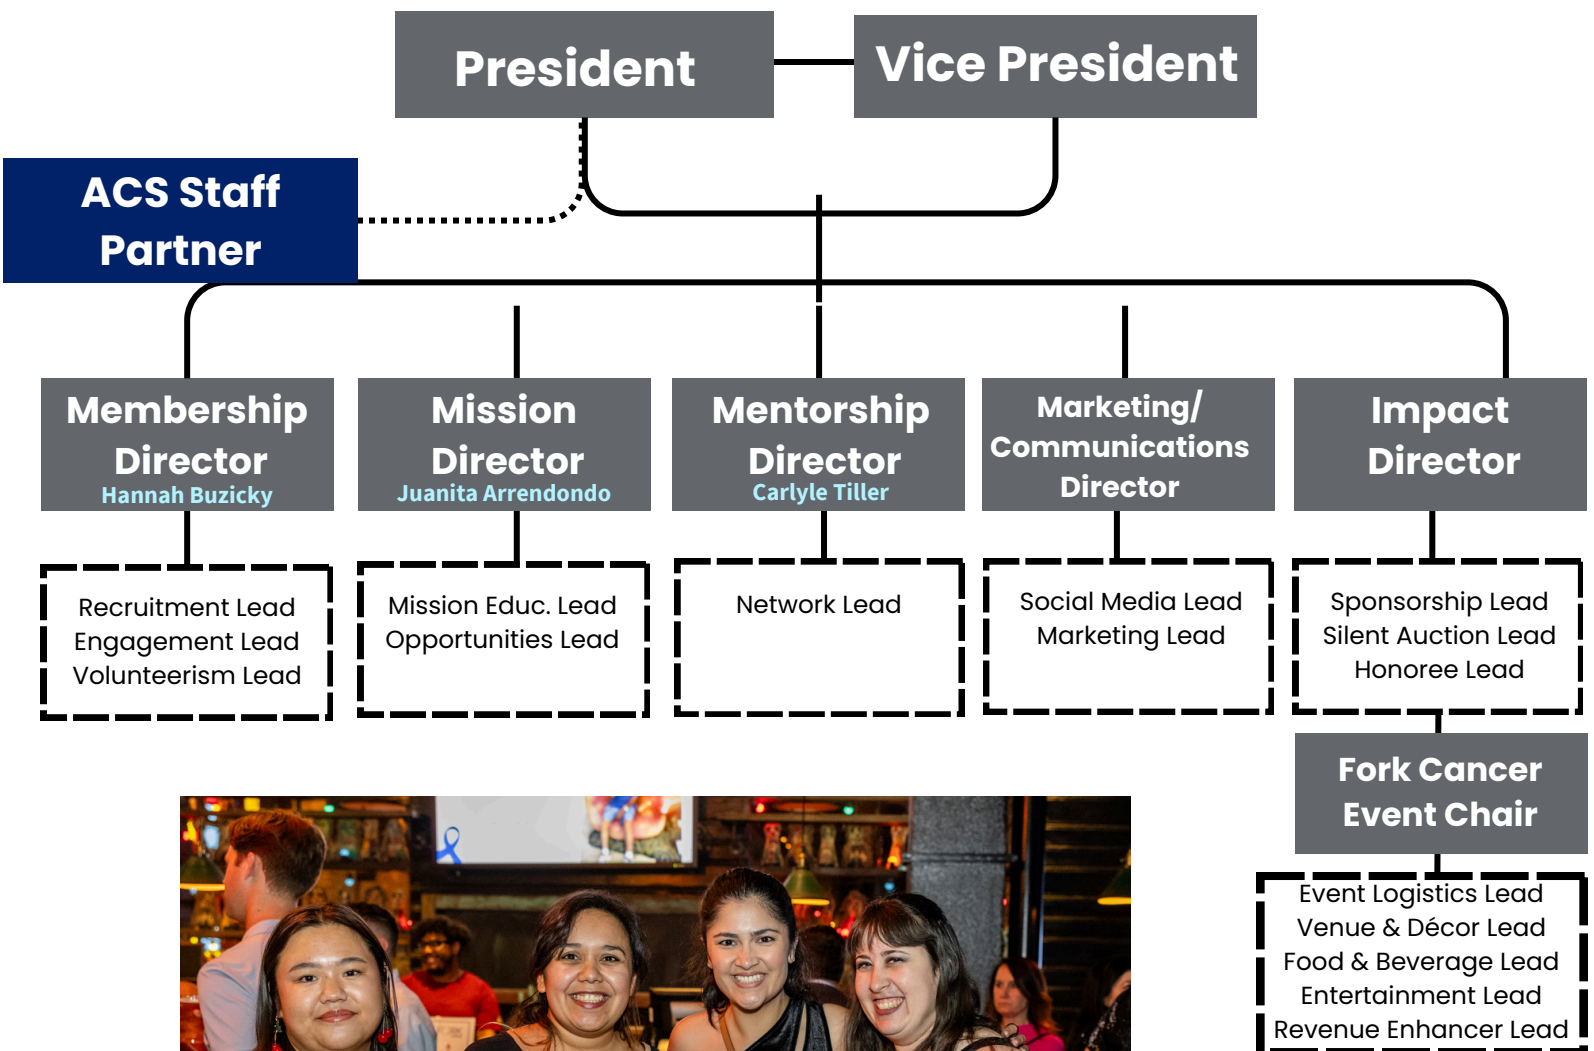 President
Vice President
ACS Staff
Partner
Membership
Director
Hannah Buzicky
Mission
Director
Juanita Arrendondo
Mentorship
Director
Carlyle Tiller
Marketing/
Communications
Director
Impact
Director
Recruitment Lead
Engagement Lead
Volunteerism Lead
Mission Educ. Lead
Opportunities Lead
Network Lead
Social Media Lead
Marketing Lead
Sponsorship Lead
Silent Auction Lead
Honoree Lead
Fork Cancer
Event Chair
Event Logistics Lead
Venue & Décor Lead
Food & Beverage Lead
Entertainment Lead
Revenue Enhancer Lead